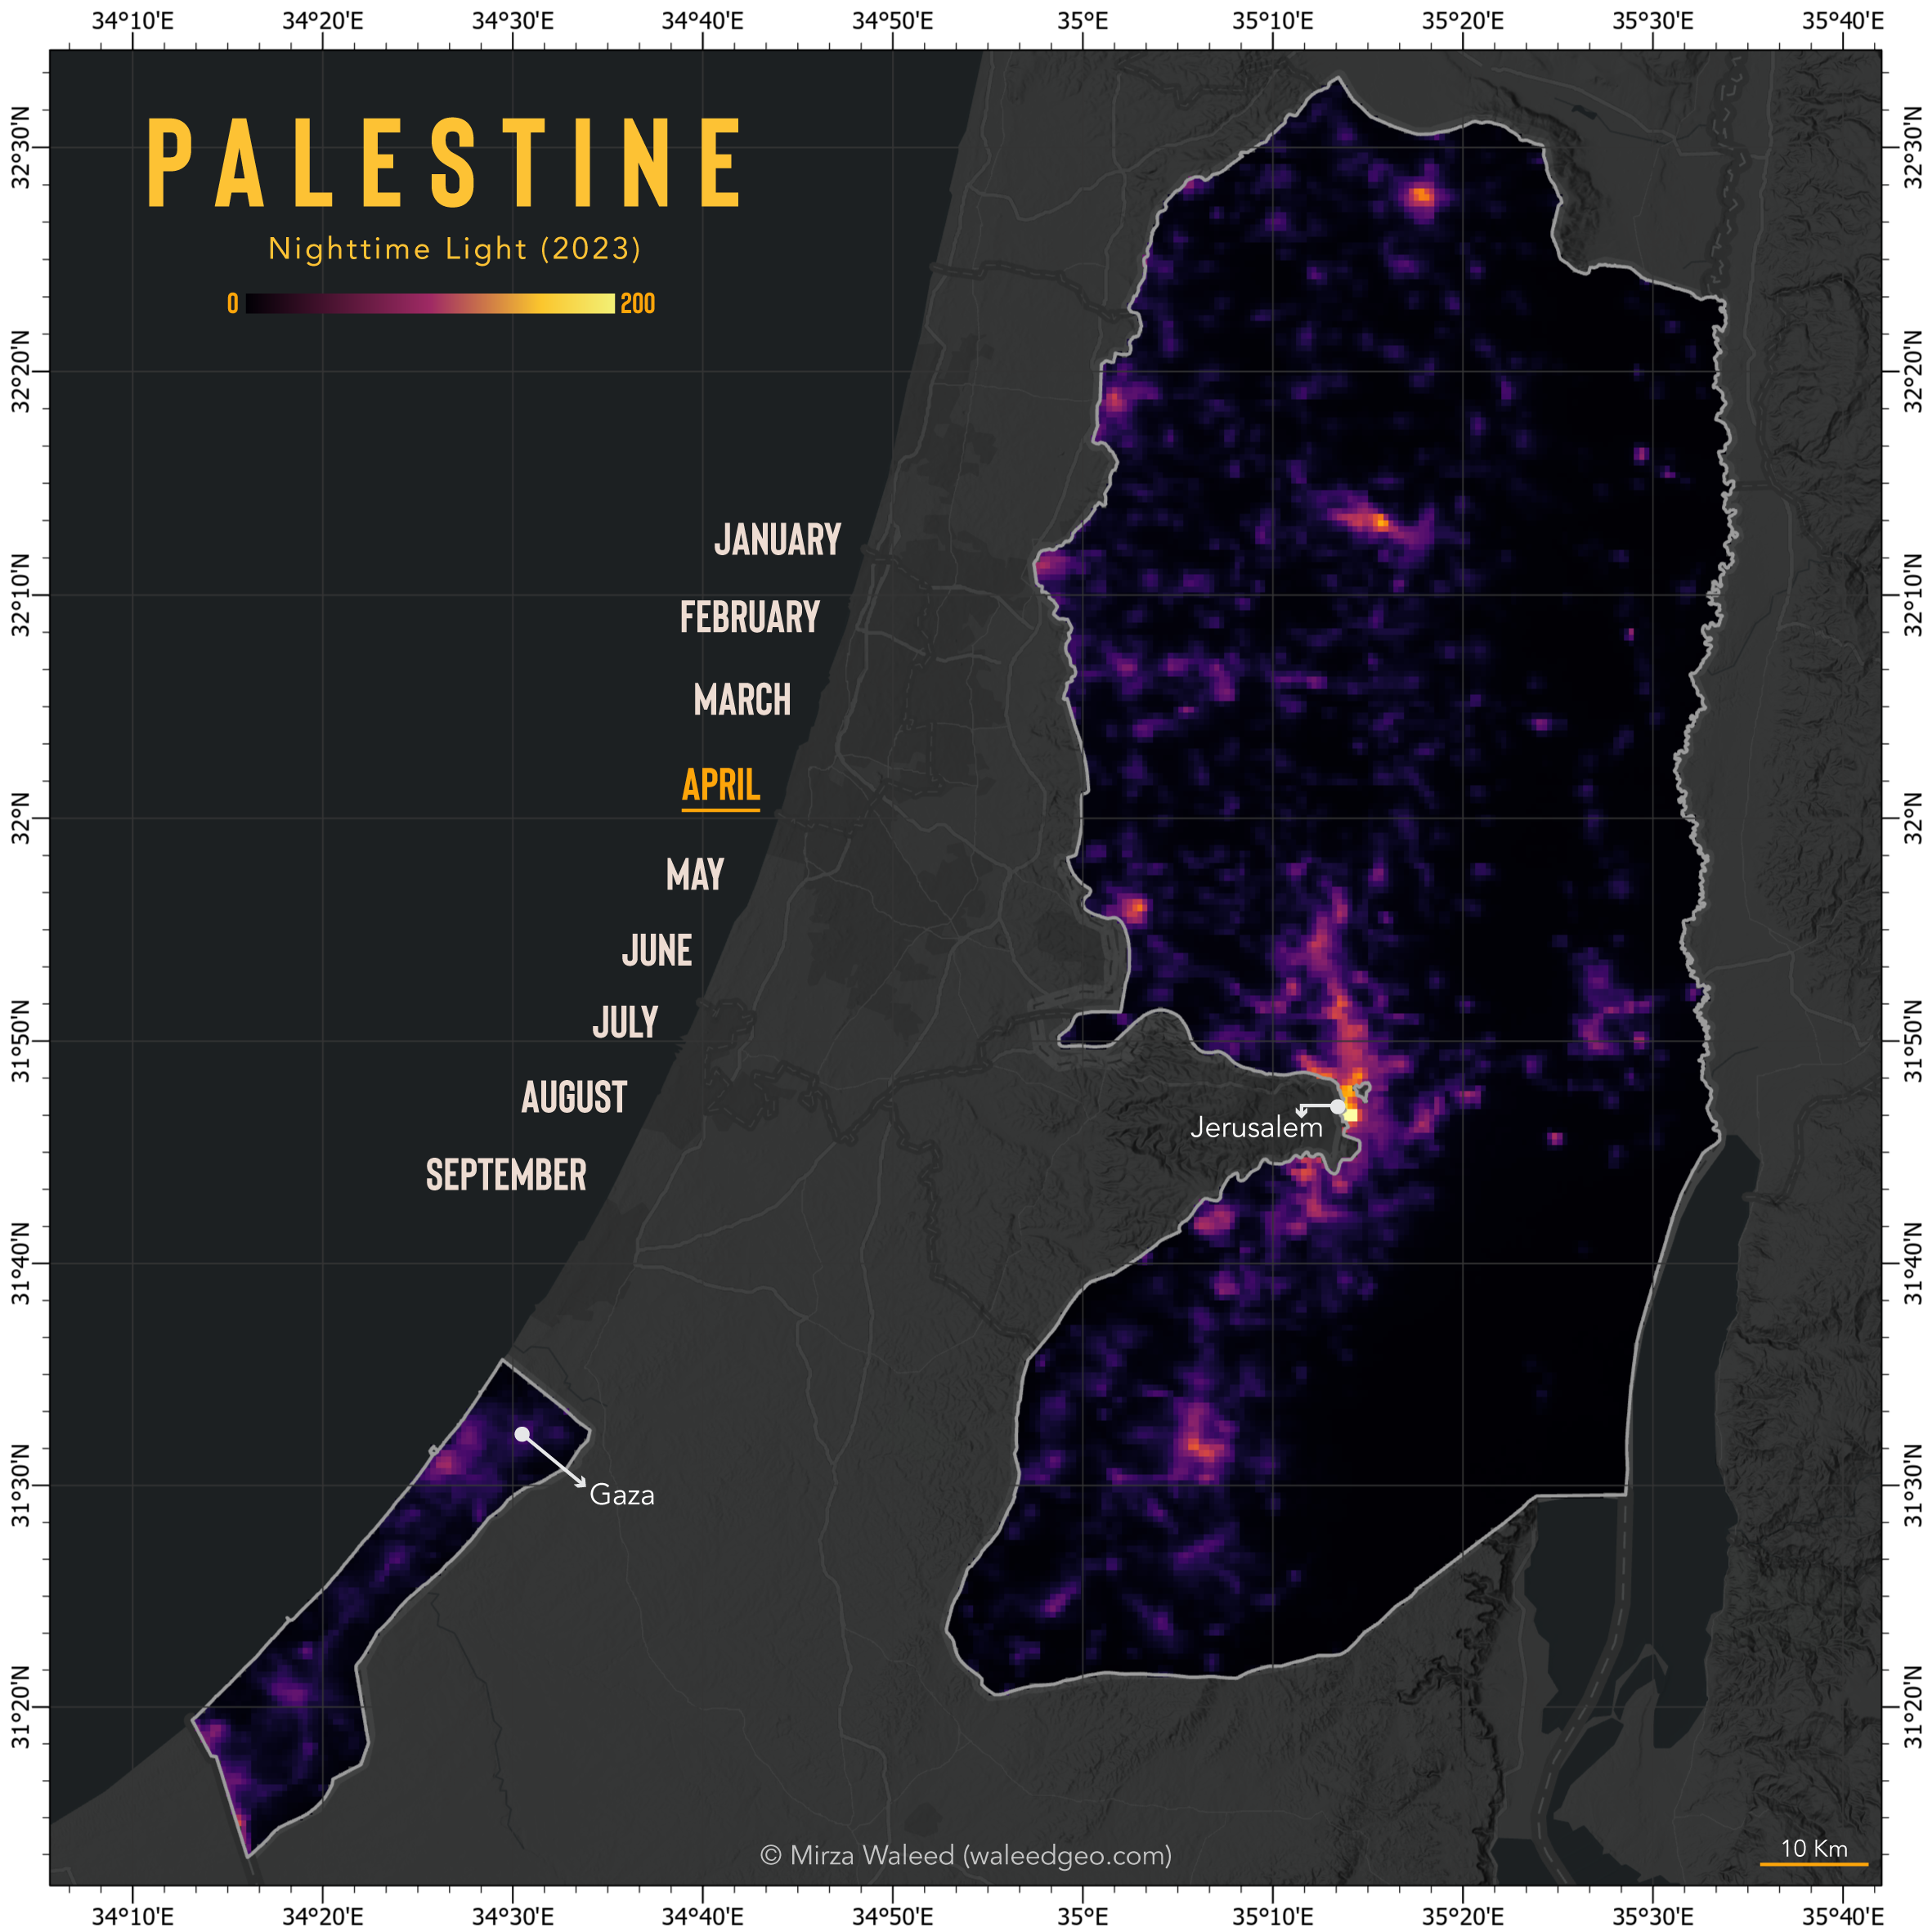 34°10'E 34°20'E 34°30'E 34°40'E 34°50'E 35°E 35°10'E 35°20'E 35°30'E 35°40'E
PALESTINE
Nighttime Light (2023)
0 200
32°30'N 32°30'N
32°20'N 32°20'N
JANUARY
32°10'N 32°10'N
FEBRUARY
MARCH
APRIL
32°N 32°N
MAY
JUNE
JULY
31°50'N 31°50'N
AUGUST
Jerusalem
SEPTEMBER
31°40'N 31°40'N
31°30'N 31°30'N
Gaza
31°20'N 31°20'N
© Mirza Waleed (waleedgeo.com)
10 Km
34°10'E 34°20'E 34°30'E 34°40'E 34°50'E 35°E 35°10'E 35°20'E 35°30'E 35°40'E